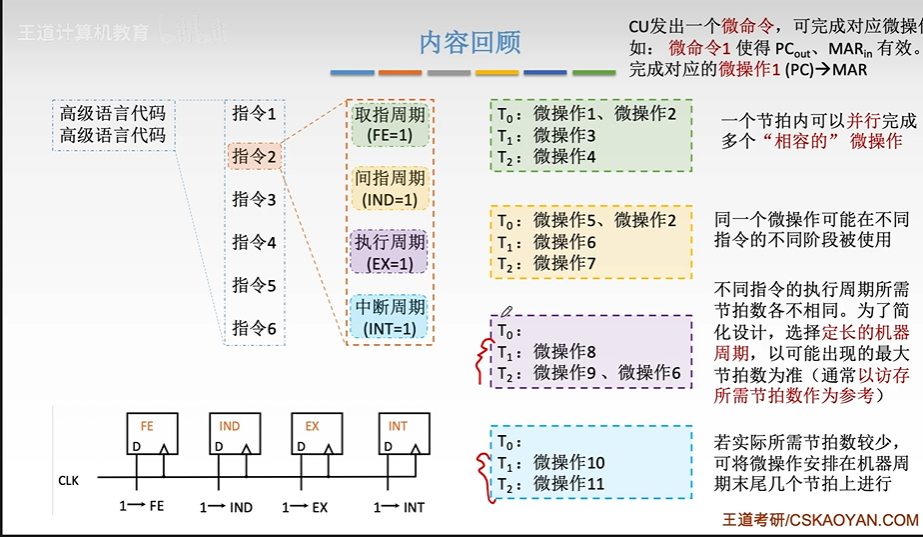 王道计算机教育
内容回顾
CU发出一个微命令，可完成对应微操作
如： 微命令1 使得 PCout、MARin 有效。
完成对应的微操作1 (PC)→MAR
高级语言代码
高级语言代码
指令1
指令2
指令3
指令4
指令5
指令6
取指周期
(FE=1)
间指周期
(IND=1)
执行周期
(EX=1)
中断周期
(INT=1)
T0：微操作1、微操作2
T1：微操作3
T2：微操作4
一个节拍内可以并行完成
多个“相容的”微操作
T0：微操作5、微操作2
T1：微操作6
T2：微操作7
同一个微操作可能在不同
指令的不同阶段被使用
T0：
T1：微操作8
T2：微操作9 、微操作6
不同指令的执行周期所需
节拍数各不相同。为了简
化设计，选择定长的机器
周期，以可能出现的最大
节拍数为准（通常以访存
所需节拍数作为参考）
T0：
T1：微操作10
T2：微操作11
若实际所需节拍数较少，
可将微操作安排在机器周
期末尾几个节拍上进行
FE
D
IND
D
EX
D
INT
D
CLK
1→ FE
1→ IND
1→ EX
1→ INT
王道考研/CSKAOYAN.COM